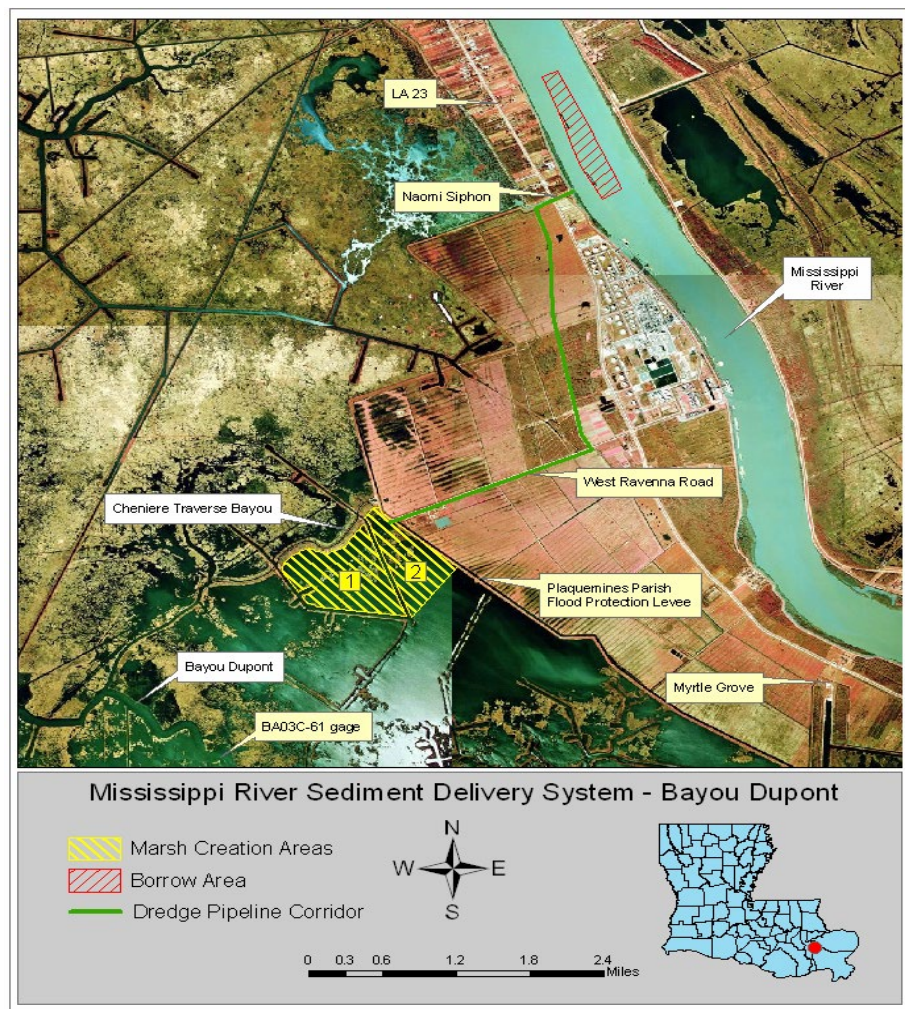 LA 23
Naomi Siphon
Mississippi
River
West Ravenna Road
Cheniere Traverse Bayou
1
2
Plaquemines Parish
Flood Protection Levee
Bayou Dupont
Myrtle Grove
BA03C-61 gage
Mississippi River Sediment Delivery System - Bayou Dupont
Marsh Creation Areas
Borrow Area
Dredge Pipeline Corridor
N
W
E
S
0 0.3 0.6 1.2 1.8 2.4
Miles